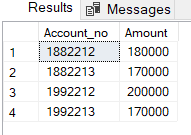 Results Messages
Account_no Amount
1 1882212 180000
2 1882213 170000
3 1992212 200000
4 1992213 170000